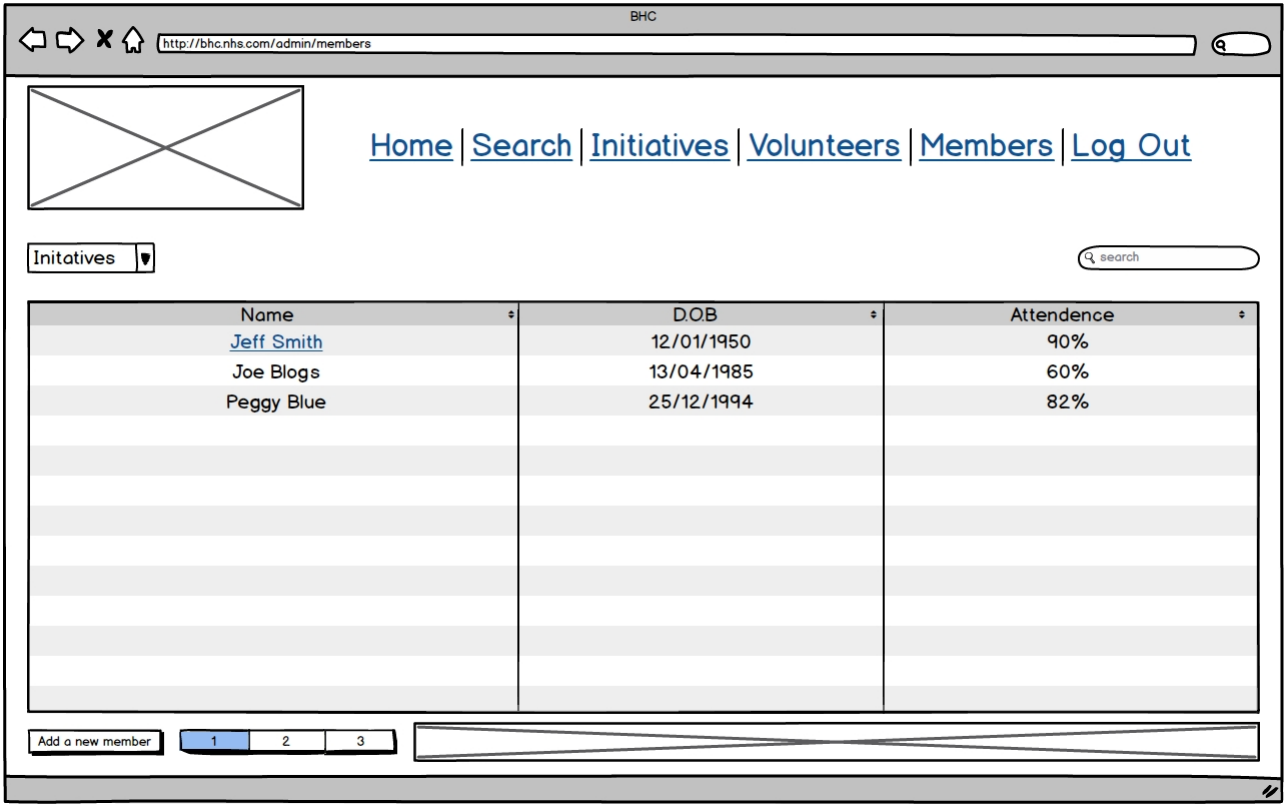 BHC
http://bhc.nhs.com/admin/members
Home Search Initiatives Volunteers Members Log Out
Initatives
search
Name D.O.B Attendence
Jeff Smith 12/01/1950 90%
Joe Blogs 13/04/1985 60%
Peggy Blue 25/12/1994 82%
Add a new member 1 2 3